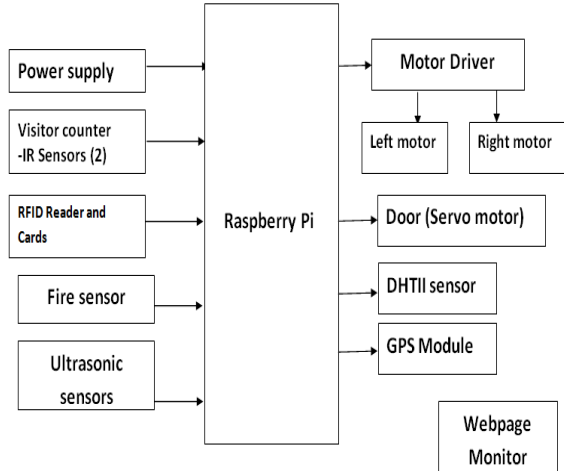 Power supply
Visitor counter
-IR Sensors (2)
RFID Reader and
Cards
Fire sensor
Ultrasonic
sensors
Raspberry Pi
Motor Driver
Left motor
Right motor
Door (Servo motor)
DHTII sensor
GPS Module
Webpage
Monitor